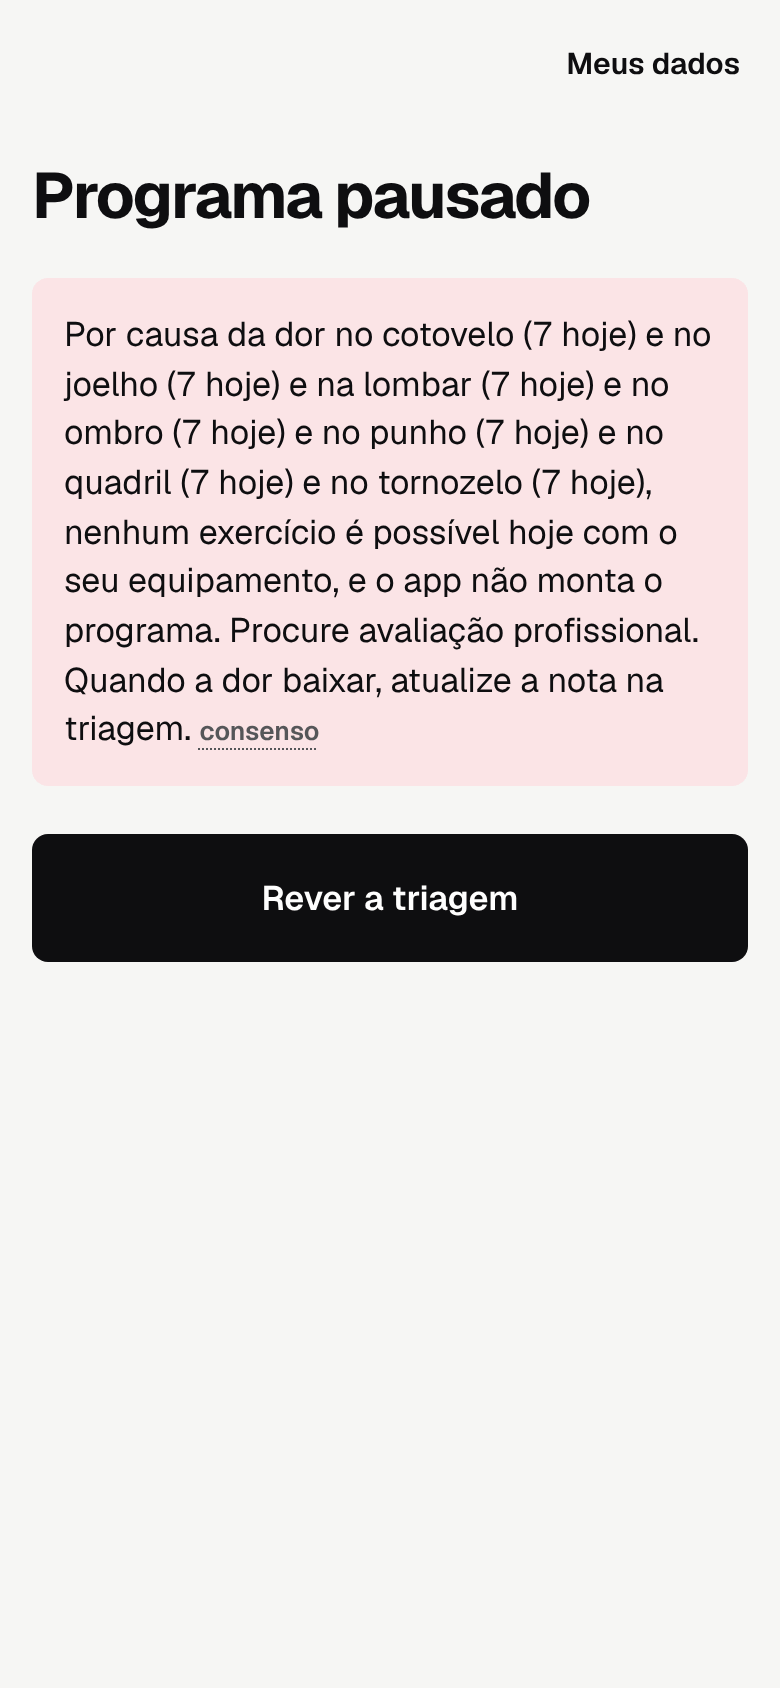 Meus dados
Programa pausado
Por causa da dor no cotovelo (7 hoje) e no
joelho (7 hoje) e na lombar (7 hoje) e no
ombro (7 hoje) e no punho (7 hoje) e no
quadril (7 hoje) e no tornozelo (7 hoje),
nenhum exercício é possível hoje com o
seu equipamento, e o app não monta o
programa. Procure avaliação profissional.
Quando a dor baixar, atualize a nota na
triagem. consenso
Rever a triagem